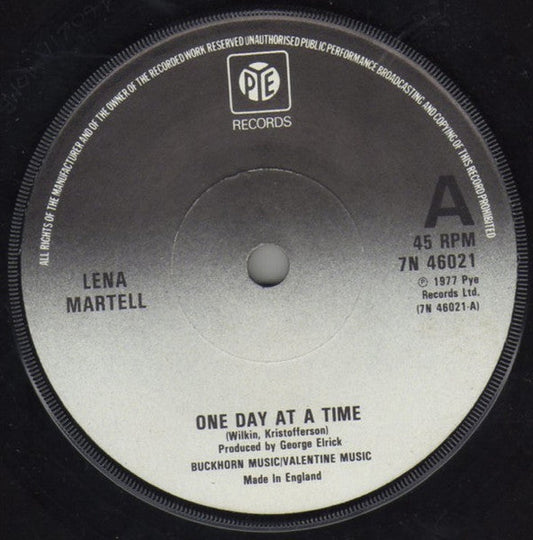 ALL RIGHTS OF THE MANUFACTURER AND OF THE OWNER OF THE RECORDED WORK RESERVED UNAUTHORISED PUBLIC PERFORMANCE BROADCASTING AND COPYING OF THIS RECORD PROHIBITED
PYE
RECORDS
A
45 RPM
7N 46021
℗ 1977 Pye
Records Ltd.
(7N 46021-A)
LENA
MARTELL
ONE DAY AT A TIME
(Wilkin, Kristofferson)
Produced by George Elrick
BUCKHORN MUSIC/VALENTINE MUSIC
Made in England